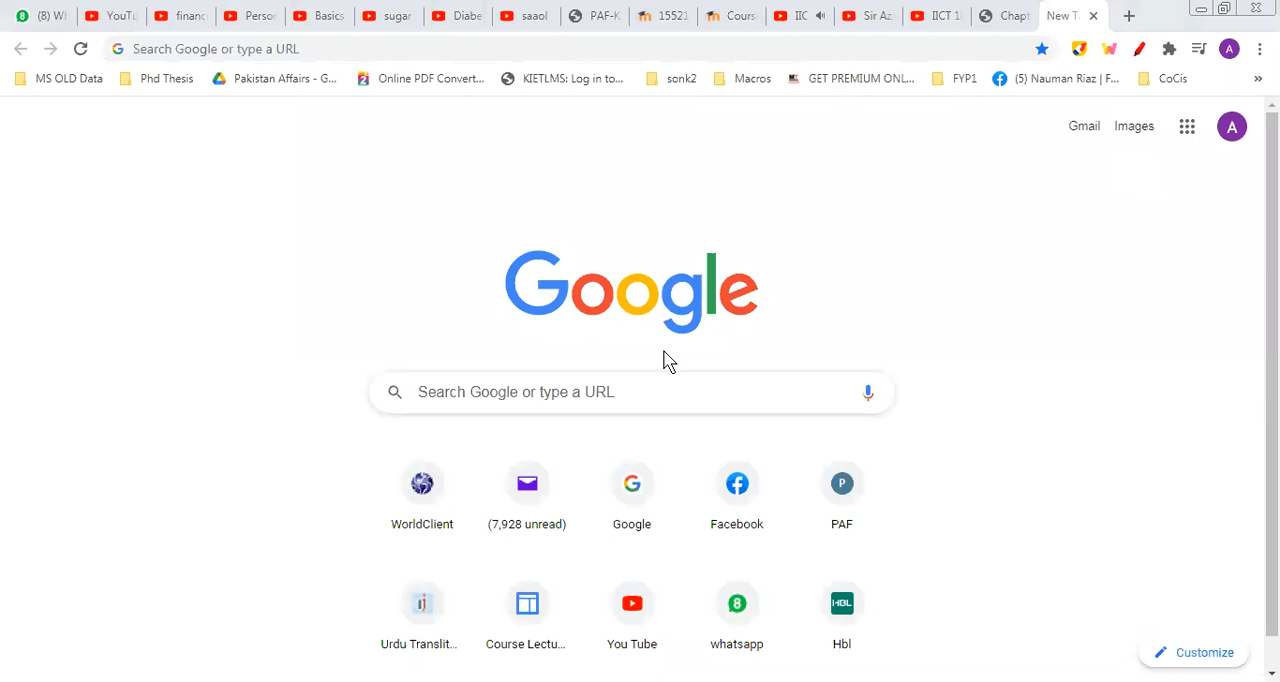 (8) Wh YouTu financ Person Basics sugar Diabe saaol PAF-K 15521 Cours IIC Sir Az IICT 1 Chapt New T
Search Google or type a URL
MS OLD Data Phd Thesis Pakistan Affairs - G... Online PDF Convert... KIETLMS: Log in to... sonk2 Macros GET PREMIUM ONL... FYP1 (5) Nauman Riaz | F... CoCis »
A
Gmail Images A
Google
Search Google or type a URL
WorldClient (7,928 unread) Google Facebook PAF
Urdu Translit... Course Lectu... You Tube whatsapp Hbl
Customize